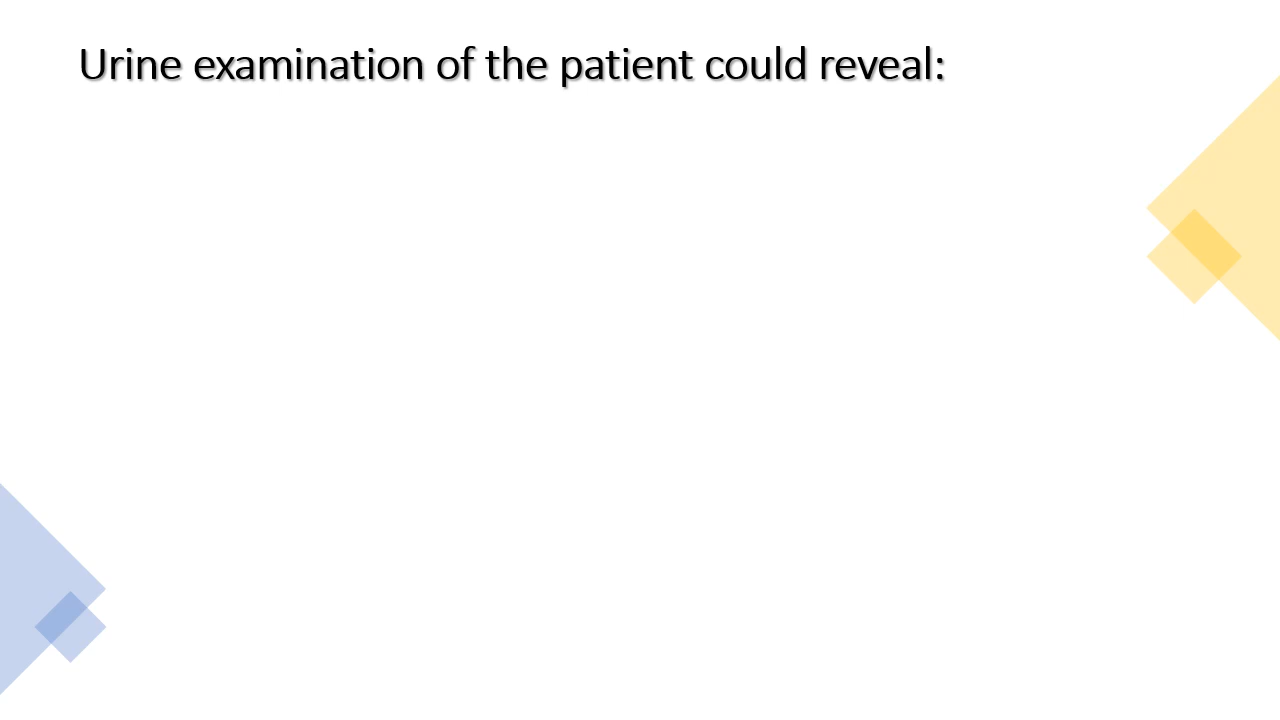 Urine examination of the patient could reveal: